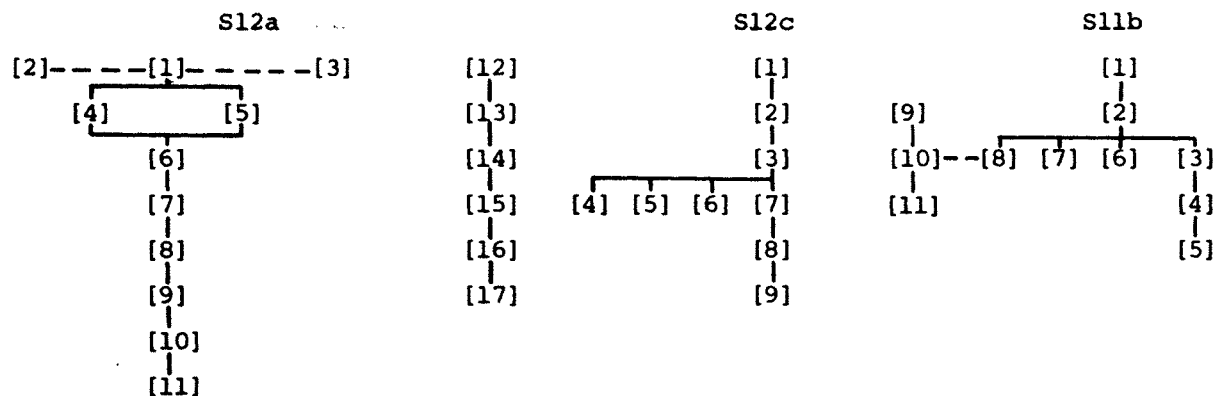 S12a S12c S11b
[2] [1] [3] [12] [1] [1]
[4] [5] [13] [2] [9] [2]
[6] [14] [3] [10] [8] [7] [6] [3]
[7] [15] [4] [5] [6] [7] [11] [4]
[8] [16] [8] [5]
[9] [17] [9]
[10]
[11]